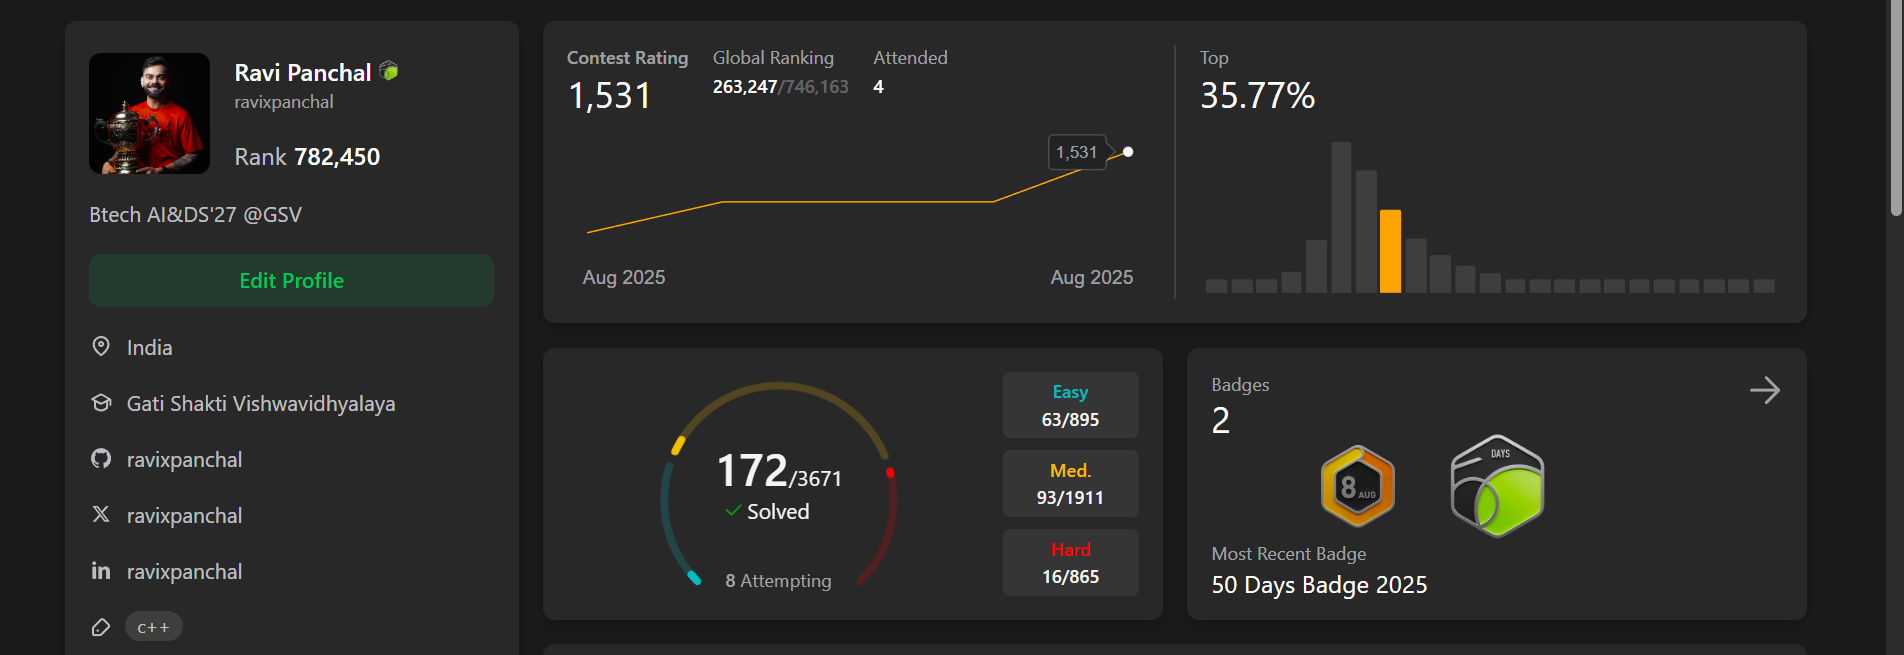 Ravi Panchal
ravixpanchal
Rank 782,450
Btech AI&DS'27 @GSV
Edit Profile
India
Gati Shakti Vishwavidhyalaya
ravixpanchal
ravixpanchal
ravixpanchal
c++
Contest Rating
1,531
Global Ranking
263,247/746,163
Attended
4
1,531
Aug 2025
Aug 2025
Top
35.77%
172/3671
Solved
8 Attempting
Easy
63/895
Med.
93/1911
Hard
16/865
Badges
2
8 AUG
DAYS
Most Recent Badge
50 Days Badge 2025